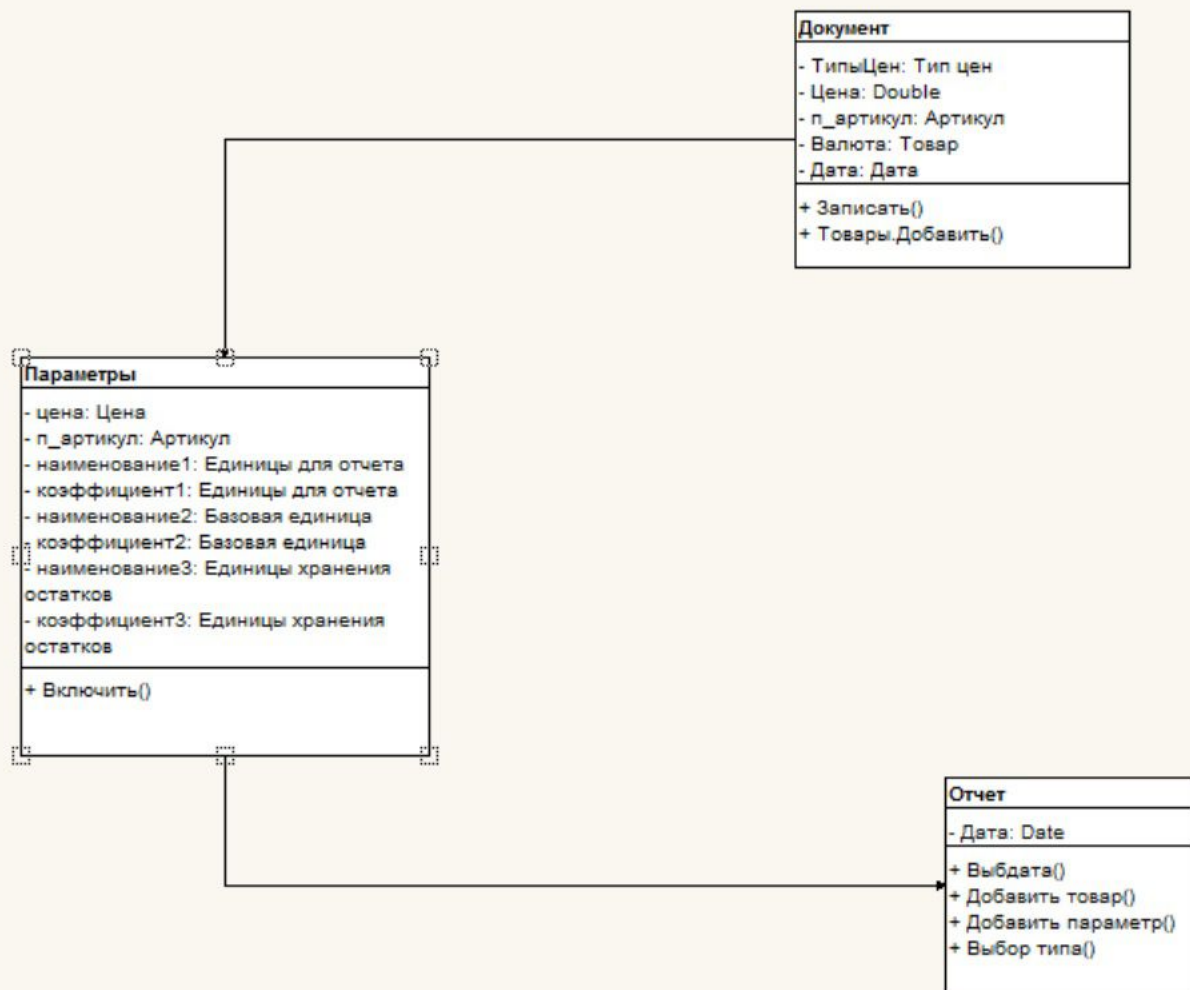 Документ
- ТипыЦен: Тип цен
- Цена: Double
- п_артикул: Артикул
- Валюта: Товар
- Дата: Дата
+ Записать()
+ Товары.Добавить()
Параметры
- цена: Цена
- п_артикул: Артикул
- наименование1: Единицы для отчета
- коэффициент1: Единицы для отчета
- наименование2: Базовая единица
- коэффициент2: Базовая единица
- наименование3: Единицы хранения
остатков
- коэффициент3: Единицы хранения
остатков
+ Включить()
Отчет
- Дата: Date
+ Выбдата()
+ Добавить товар()
+ Добавить параметр()
+ Выбор типа()